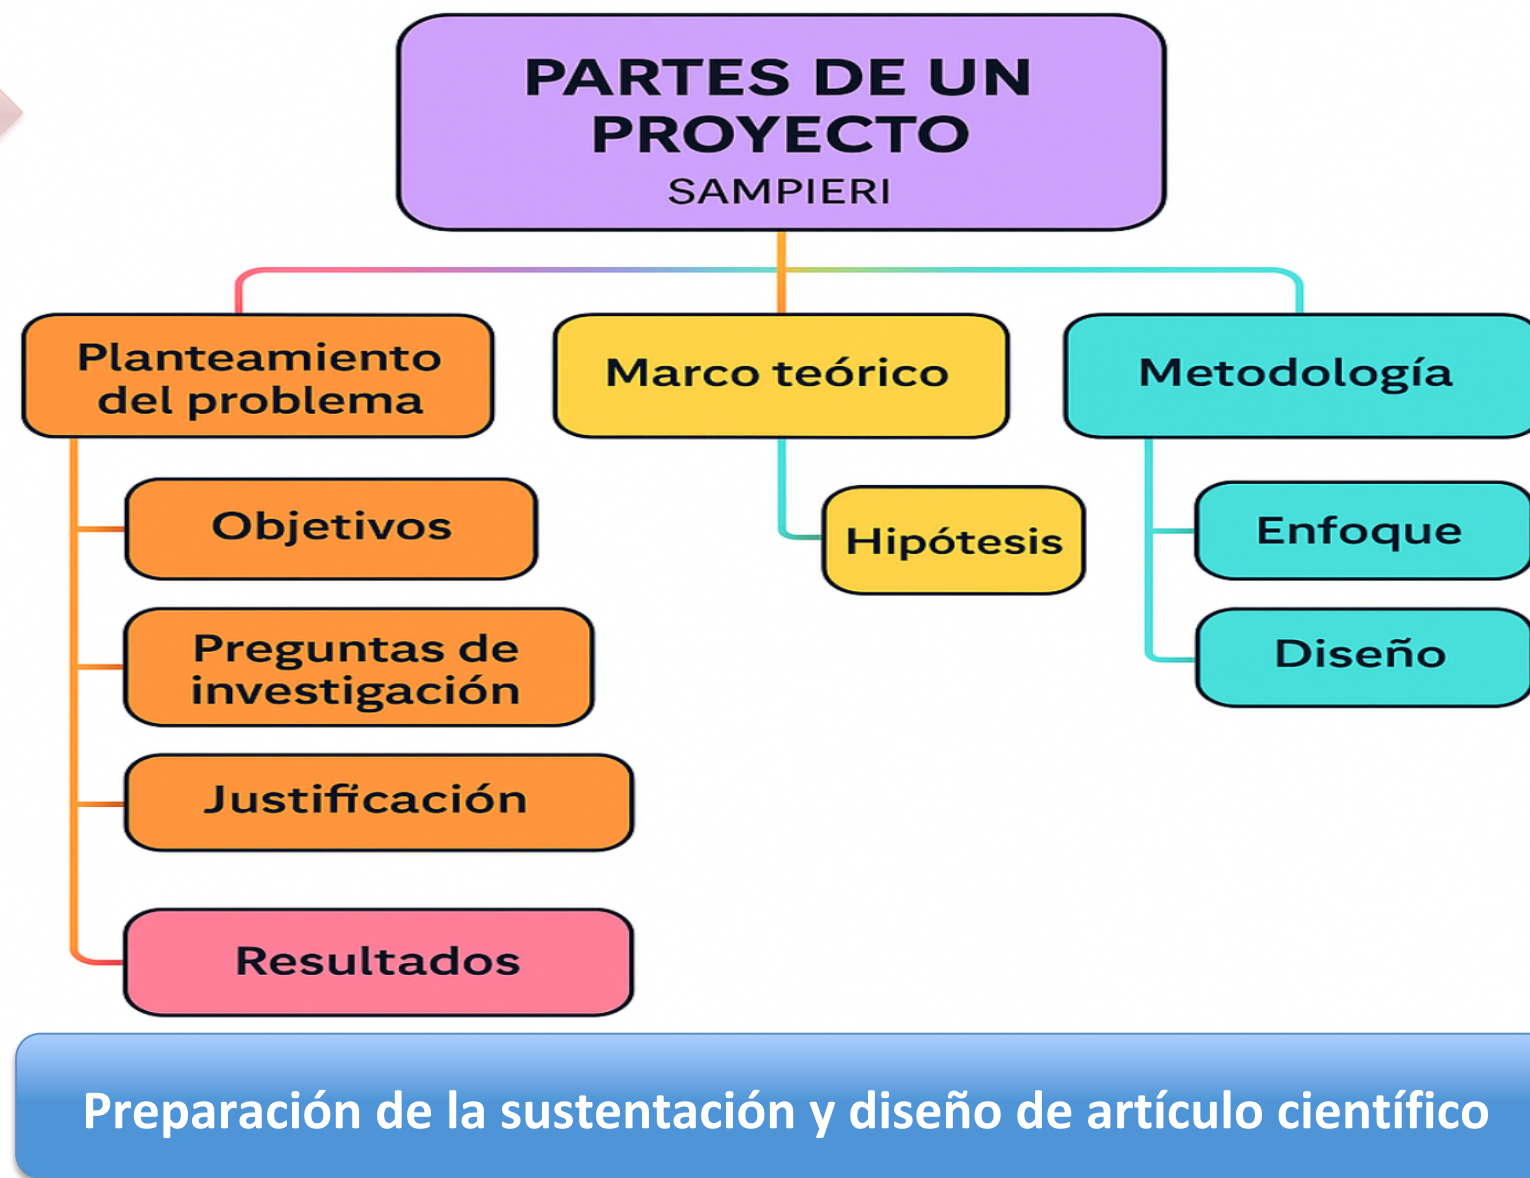 PARTES DE UN
PROYECTO
SAMPIERI
Planteamiento
del problema
Marco teórico
Metodología
Objetivos
Preguntas de
investigación
Justificación
Resultados
Hipótesis
Enfoque
Diseño
Preparación de la sustentación y diseño de artículo científico